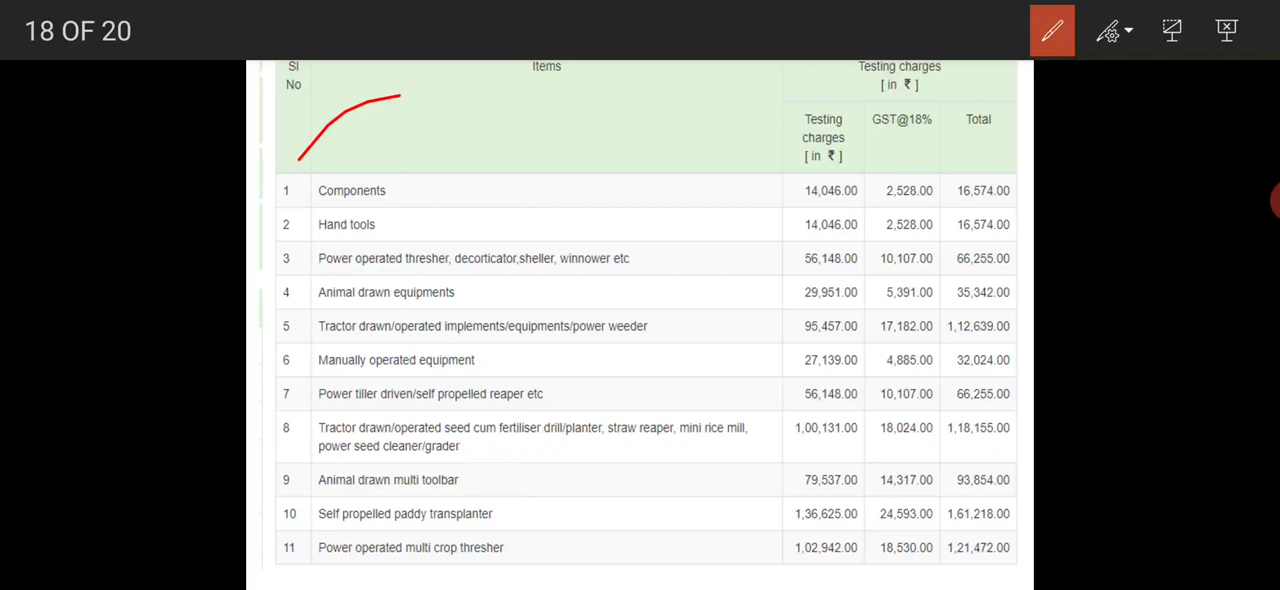 18 OF 20
Sl No Items Testing charges [ in ₹ ]
Testing charges [ in ₹ ] GST@18% Total
1 Components 14,046.00 2,528.00 16,574.00
2 Hand tools 14,046.00 2,528.00 16,574.00
3 Power operated thresher, decorticator,sheller, winnower etc 56,148.00 10,107.00 66,255.00
4 Animal drawn equipments 29,951.00 5,391.00 35,342.00
5 Tractor drawn/operated implements/equipments/power weeder 95,457.00 17,182.00 1,12,639.00
6 Manually operated equipment 27,139.00 4,885.00 32,024.00
7 Power tiller driven/self propelled reaper etc 56,148.00 10,107.00 66,255.00
8 Tractor drawn/operated seed cum fertiliser drill/planter, straw reaper, mini rice mill, 1,00,131.00 18,024.00 1,18,155.00
power seed cleaner/grader
9 Animal drawn multi toolbar 79,537.00 14,317.00 93,854.00
10 Self propelled paddy transplanter 1,36,625.00 24,593.00 1,61,218.00
11 Power operated multi crop thresher 1,02,942.00 18,530.00 1,21,472.00